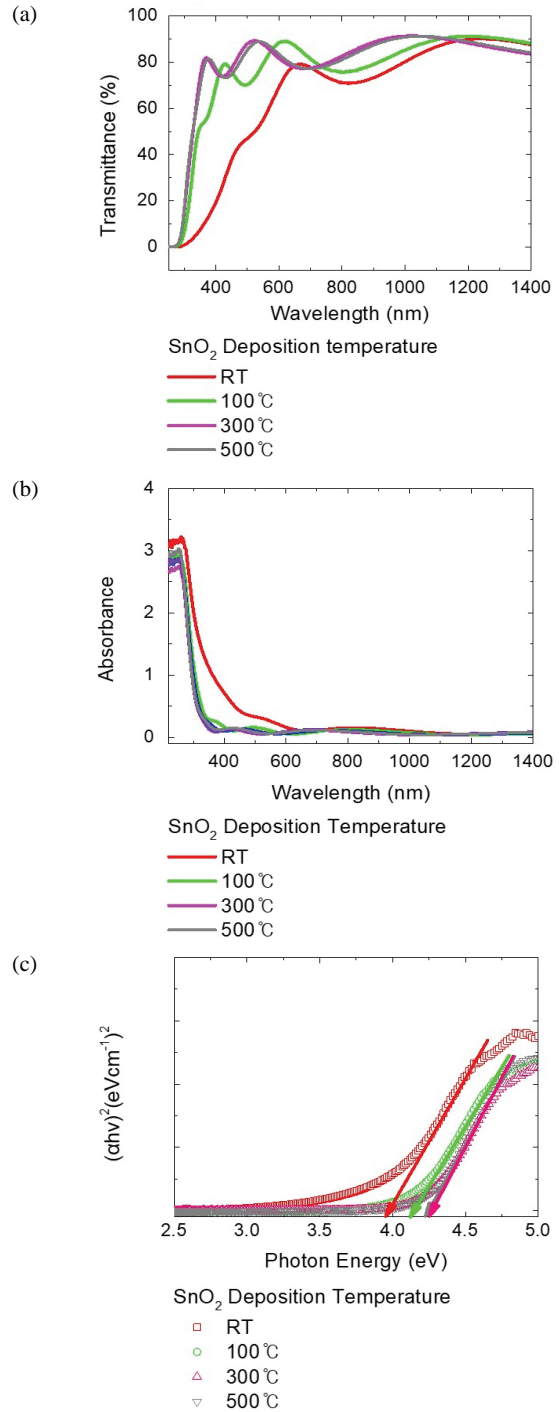 (a)
100
80
60
40
20
0
Transmittance (%)
400 600 800 1000 1200 1400
Wavelength (nm)
SnO₂ Deposition temperature
RT
100℃
300℃
500℃
(b)
4
3
2
1
0
Absorbance
400 600 800 1000 1200 1400
Wavelength (nm)
SnO₂ Deposition Temperature
RT
100℃
300℃
500℃
(c)
(αhν)²(eVcm⁻¹)²
2.5 3.0 3.5 4.0 4.5 5.0
Photon Energy (eV)
SnO₂ Deposition Temperature
RT
100℃
300℃
500℃